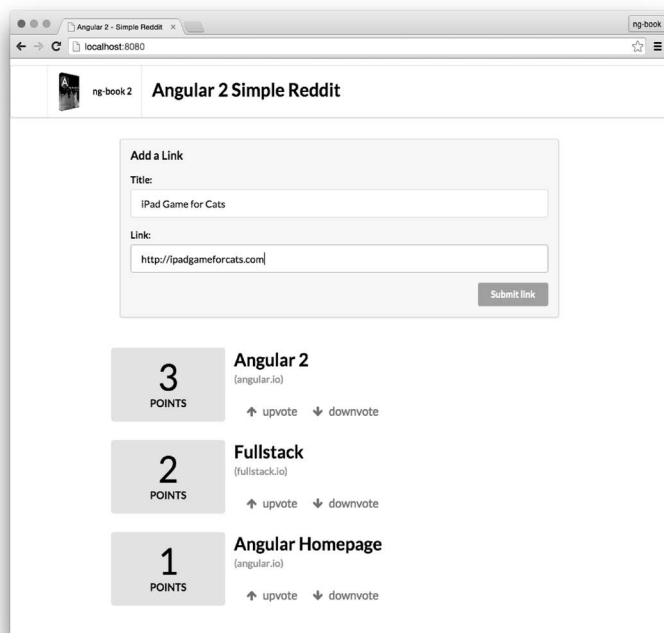 Angular 2 - Simple Reddit ×
ng-book
localhost:8080
ng-book 2
Angular 2 Simple Reddit
Add a Link
Title:
iPad Game for Cats
Link:
http://ipadgameforcats.com
Submit link
3
POINTS
Angular 2
(angular.io)
upvote downvote
2
POINTS
Fullstack
(fullstack.io)
upvote downvote
1
POINTS
Angular Homepage
(angular.io)
upvote downvote